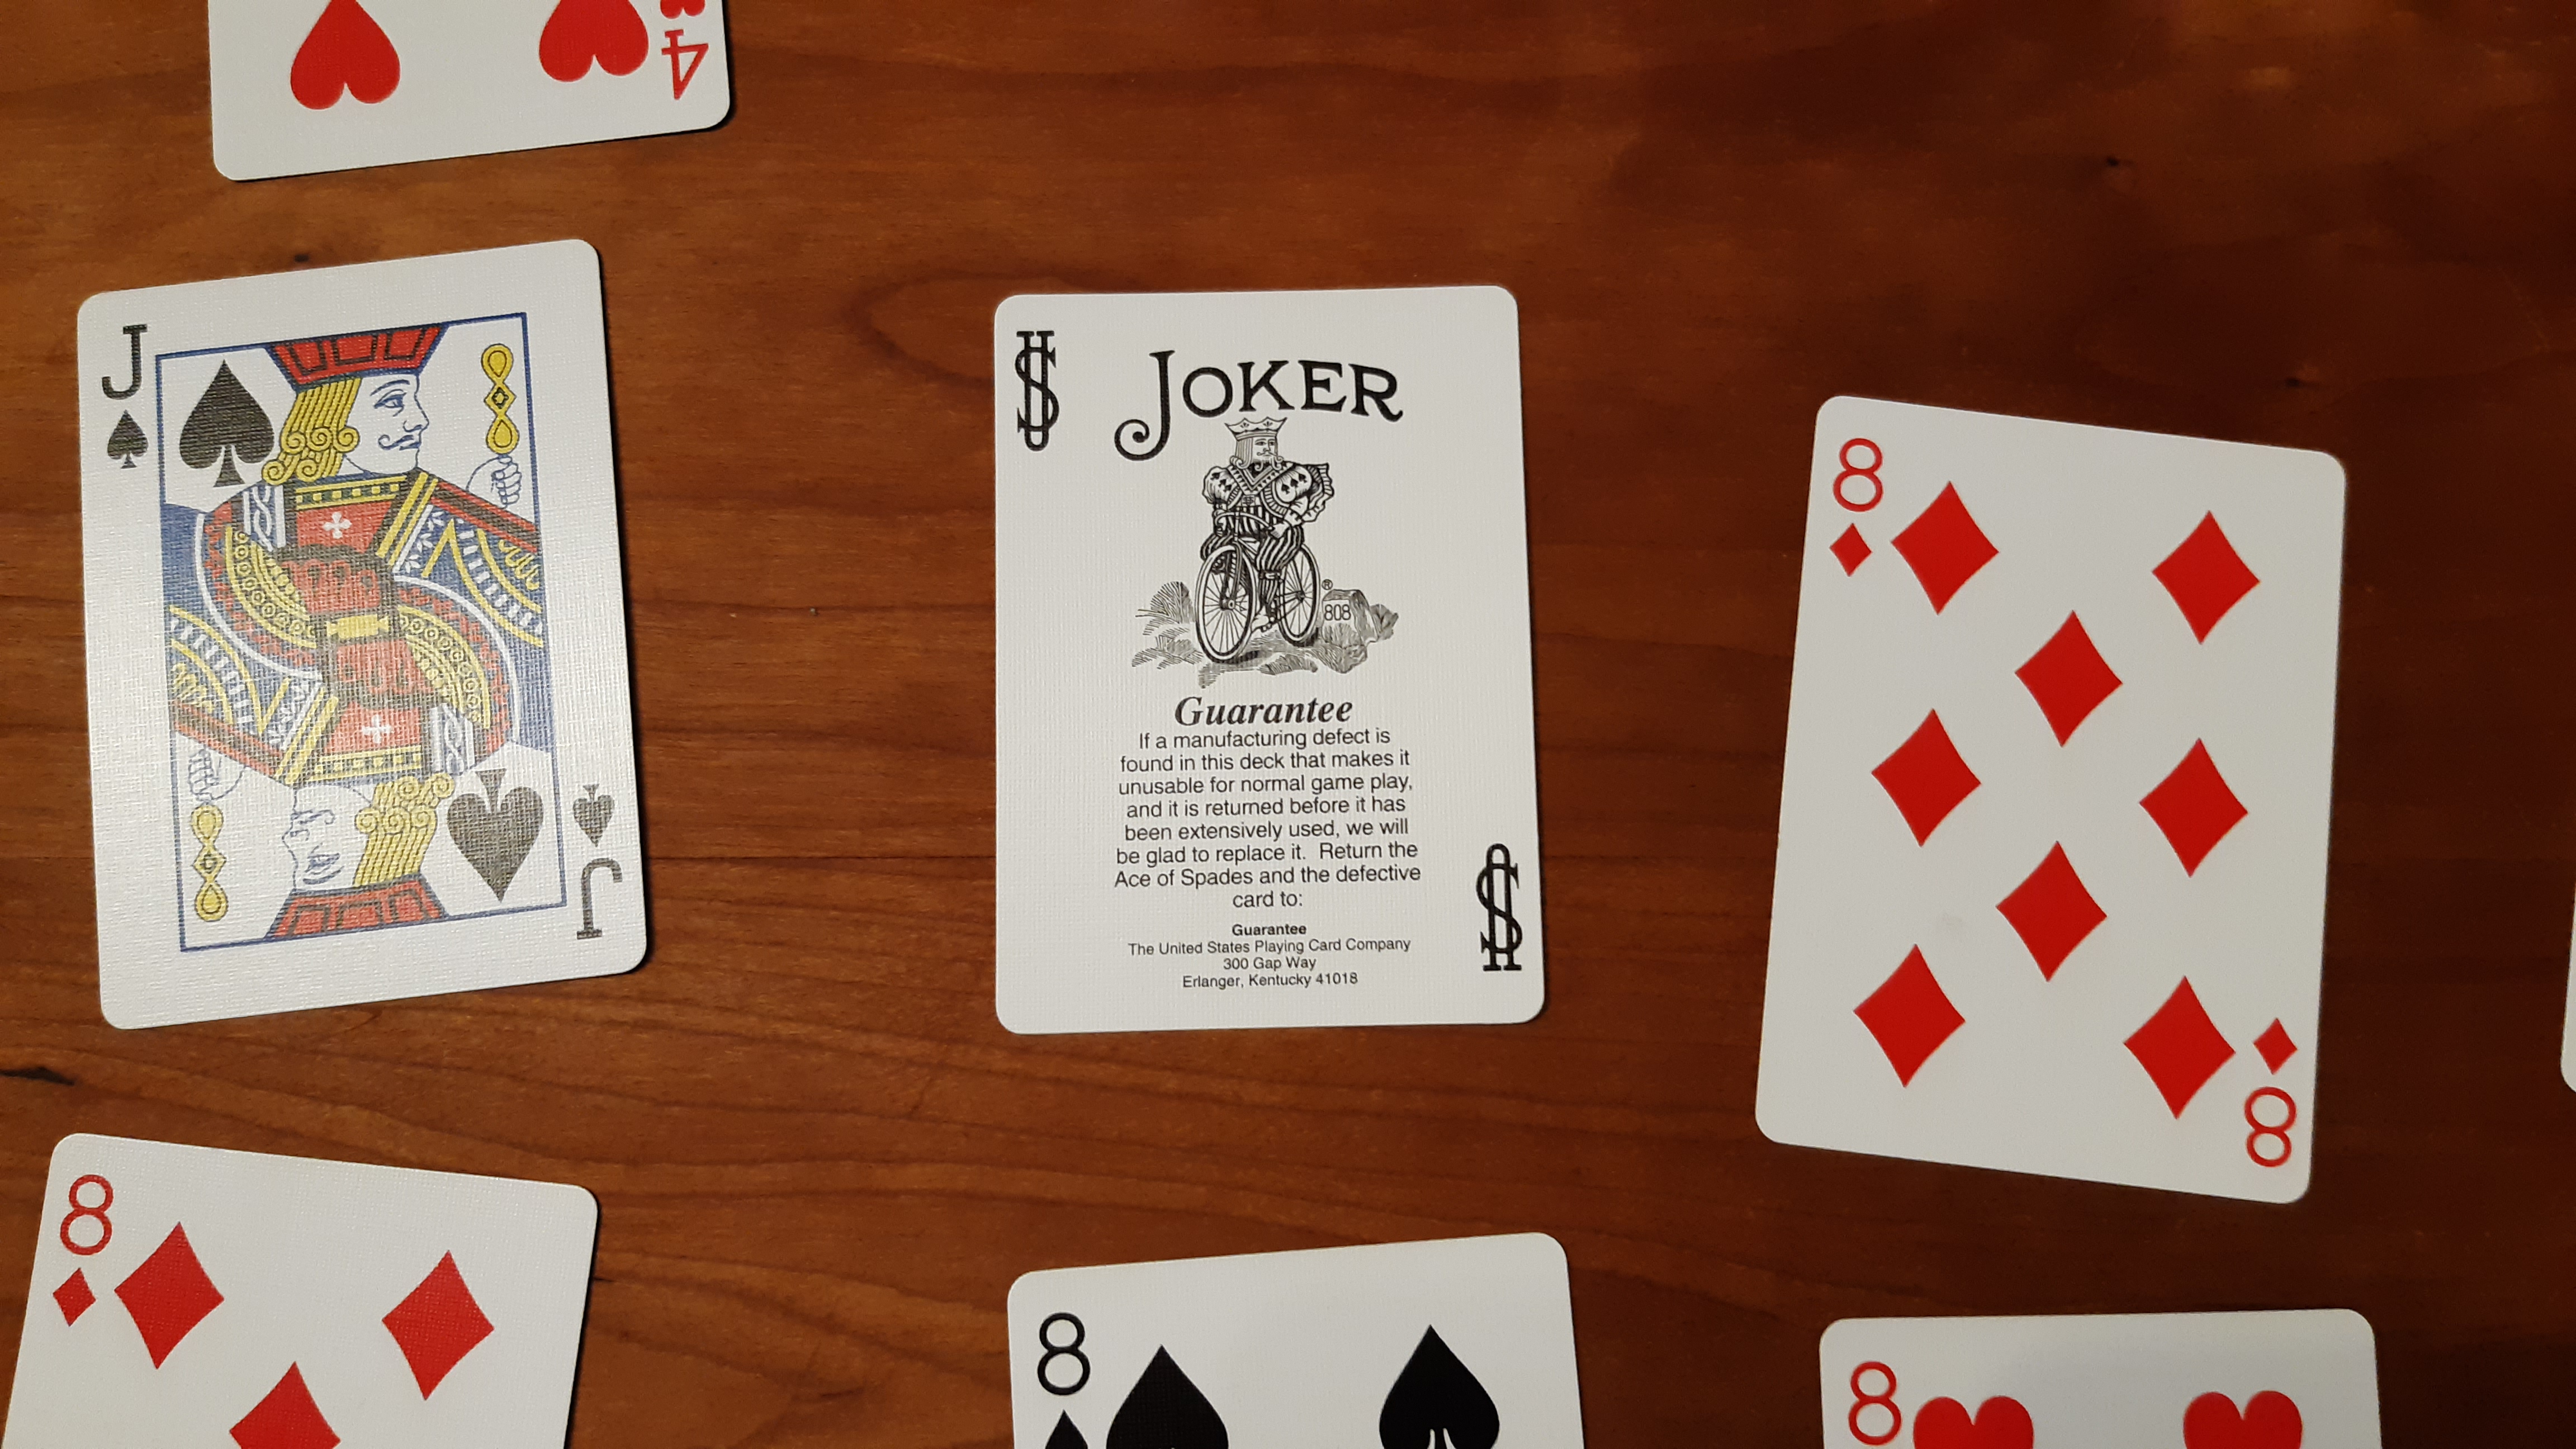 8
8
8
8
8
JOKER
®
808
Guarantee
If a manufacturing defect is
found in this deck that makes it
unusable for normal game play,
and it is returned before it has
been extensively used, we will
be glad to replace it. Return the
Ace of Spades and the defective
card to:
Guarantee
The United States Playing Card Company
300 Gap Way
Erlanger, Kentucky 41018
J
J
4